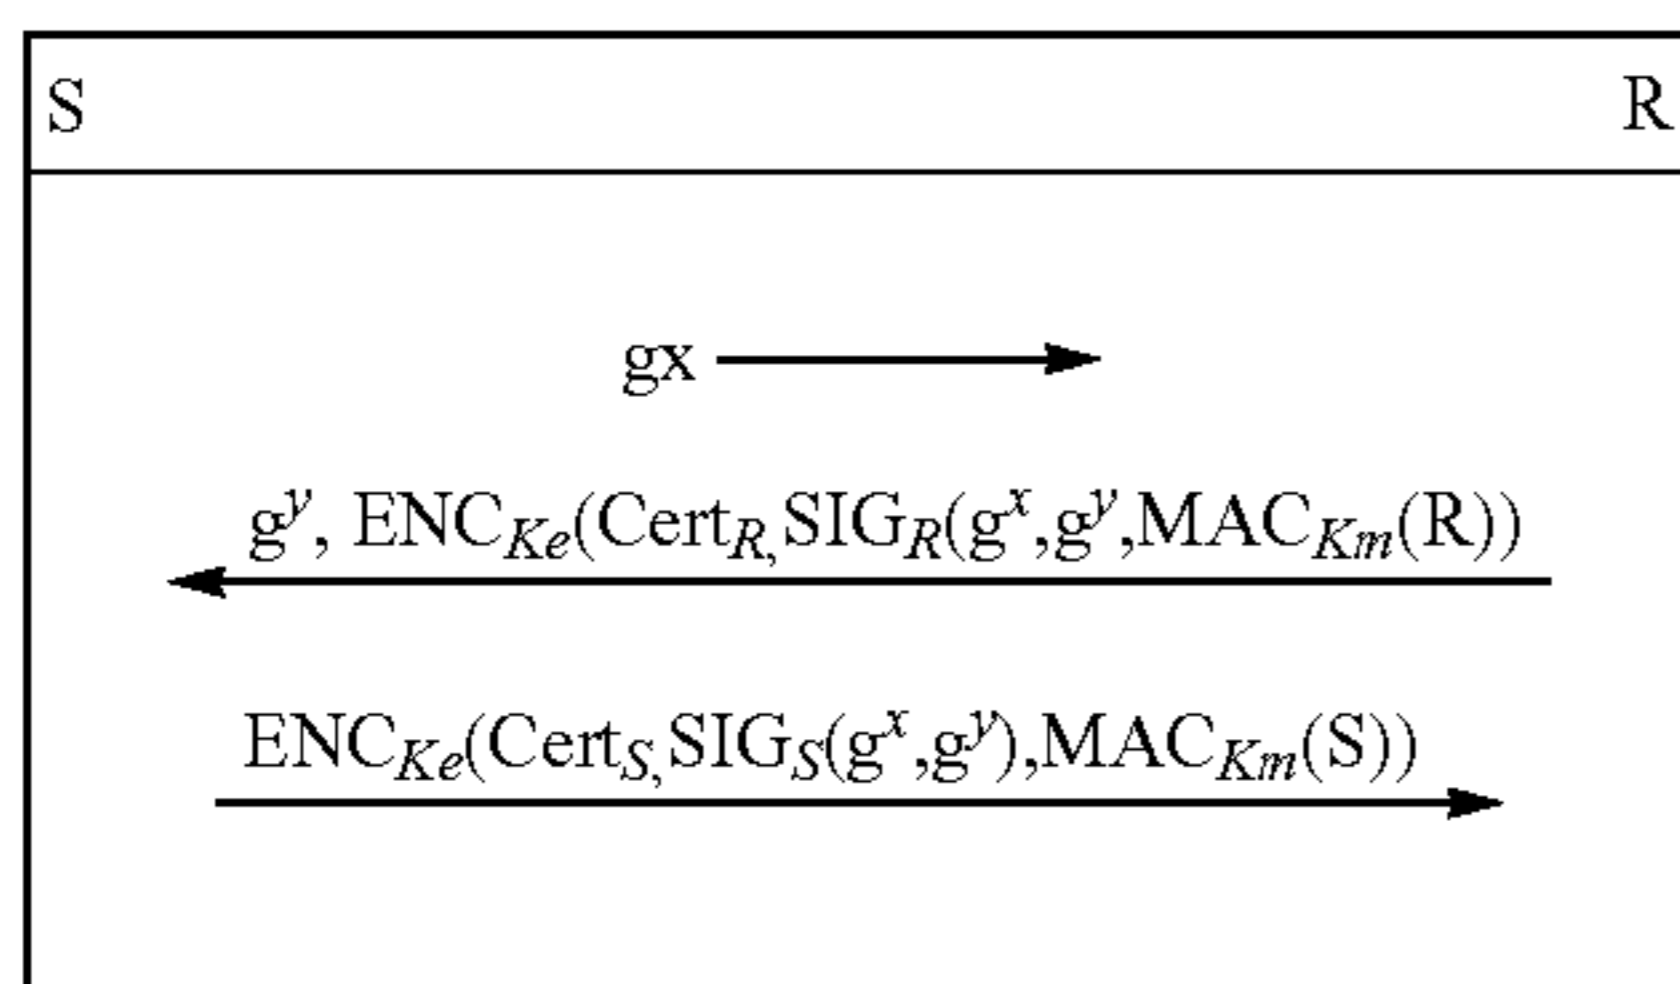 S R
gx
g^y, ENC_Ke(Cert_R,SIG_R(g^x,g^y,MAC_Km(R))
ENC_Ke(Cert_S,SIG_S(g^x,g^y),MAC_Km(S))